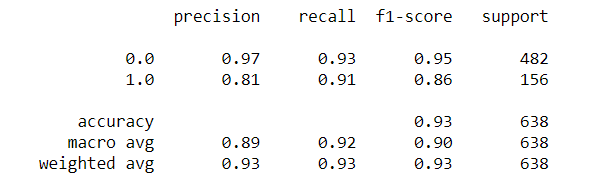 precision recall f1-score support
0.0 0.97 0.93 0.95 482
1.0 0.81 0.91 0.86 156
accuracy 0.93 638
macro avg 0.89 0.92 0.90 638
weighted avg 0.93 0.93 0.93 638